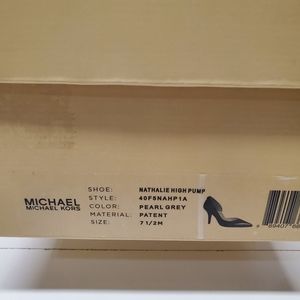 MICHAEL
MICHAEL KORS
SHOE: NATHALIE HIGH PUMP
STYLE: 40F5NAHP1A
COLOR: PEARL GREY
MATERIAL: PATENT
SIZE: 7 1/2M